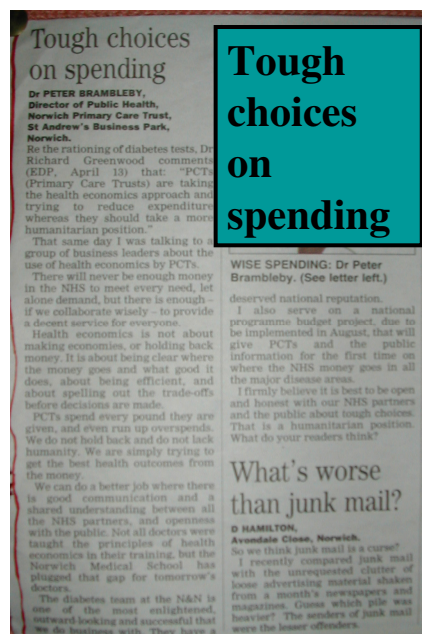 Tough choices
on spending
Dr PETER BRAMBLEBY,
Director of Public Health,
Norwich Primary Care Trust,
St Andrew's Business Park,
Norwich.
Re the rationing of diabetes tests, Dr
Richard Greenwood comments
(EDP, April 13) that: "PCTs
(Primary Care Trusts) are taking
the health economics approach and
trying to reduce expenditure
whereas they should take a more
humanitarian position."
That same day I was talking to a
group of business leaders about the
use of health economics by PCTs.
There will never be enough money
in the NHS to meet every need, let
alone demand, but there is enough –
if we collaborate wisely – to provide
a decent service for everyone.
Health economics is not about
making economies, or holding back
money. It is about being clear where
the money goes and what good it
does, about being efficient, and
about spelling out the trade-offs
before decisions are made.
PCTs spend every pound they are
given, and even run up overspends.
We do not hold back and do not lack
humanity. We are simply trying to
get the best health outcomes from
the money.
We can do a better job where there
is good communication and a
shared understanding between all
the NHS partners, and openness
with the public. Not all doctors were
taught the principles of health
economics in their training, but the
Norwich Medical School has
plugged that gap for tomorrow's
doctors.
The diabetes team at the N&N is
one of the most enlightened,
outward-looking and successful that
we do business with. They have a
Tough
choices
on
spending
WISE SPENDING: Dr Peter
Brambleby. (See letter left.)
deserved national reputation.
I also serve on a national
programme budget project, due to
be implemented in August, that will
give PCTs and the public
information for the first time on
where the NHS money goes in all
the major disease areas.
I firmly believe it is best to be open
and honest with our NHS partners
and the public about tough choices.
That is a humanitarian position.
What do your readers think?
What's worse
than junk mail?
D HAMILTON,
Avondale Close, Norwich.
So we think junk mail is a curse?
I recently compared junk mail
with the unrequested clutter of
loose advertising material shaken
from a month's newspapers and
magazines. Guess which pile was
heavier? The senders of junk mail
were the lesser offenders.